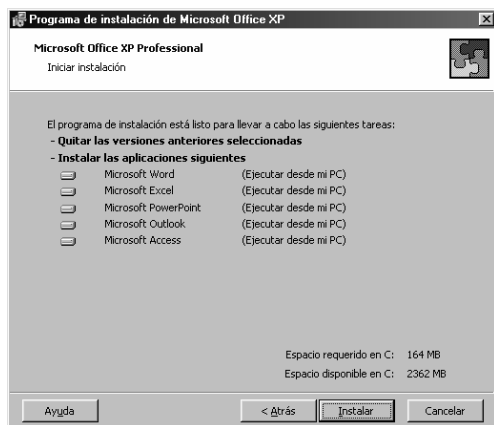 Programa de instalación de Microsoft Office XP
Microsoft Office XP Professional
Iniciar instalación
El programa de instalación está listo para llevar a cabo las siguientes tareas:
- Quitar las versiones anteriores seleccionadas
- Instalar las aplicaciones siguientes
Microsoft Word (Ejecutar desde mi PC)
Microsoft Excel (Ejecutar desde mi PC)
Microsoft PowerPoint (Ejecutar desde mi PC)
Microsoft Outlook (Ejecutar desde mi PC)
Microsoft Access (Ejecutar desde mi PC)
Espacio requerido en C: 164 MB
Espacio disponible en C: 2362 MB
Ayuda < Atrás Instalar Cancelar